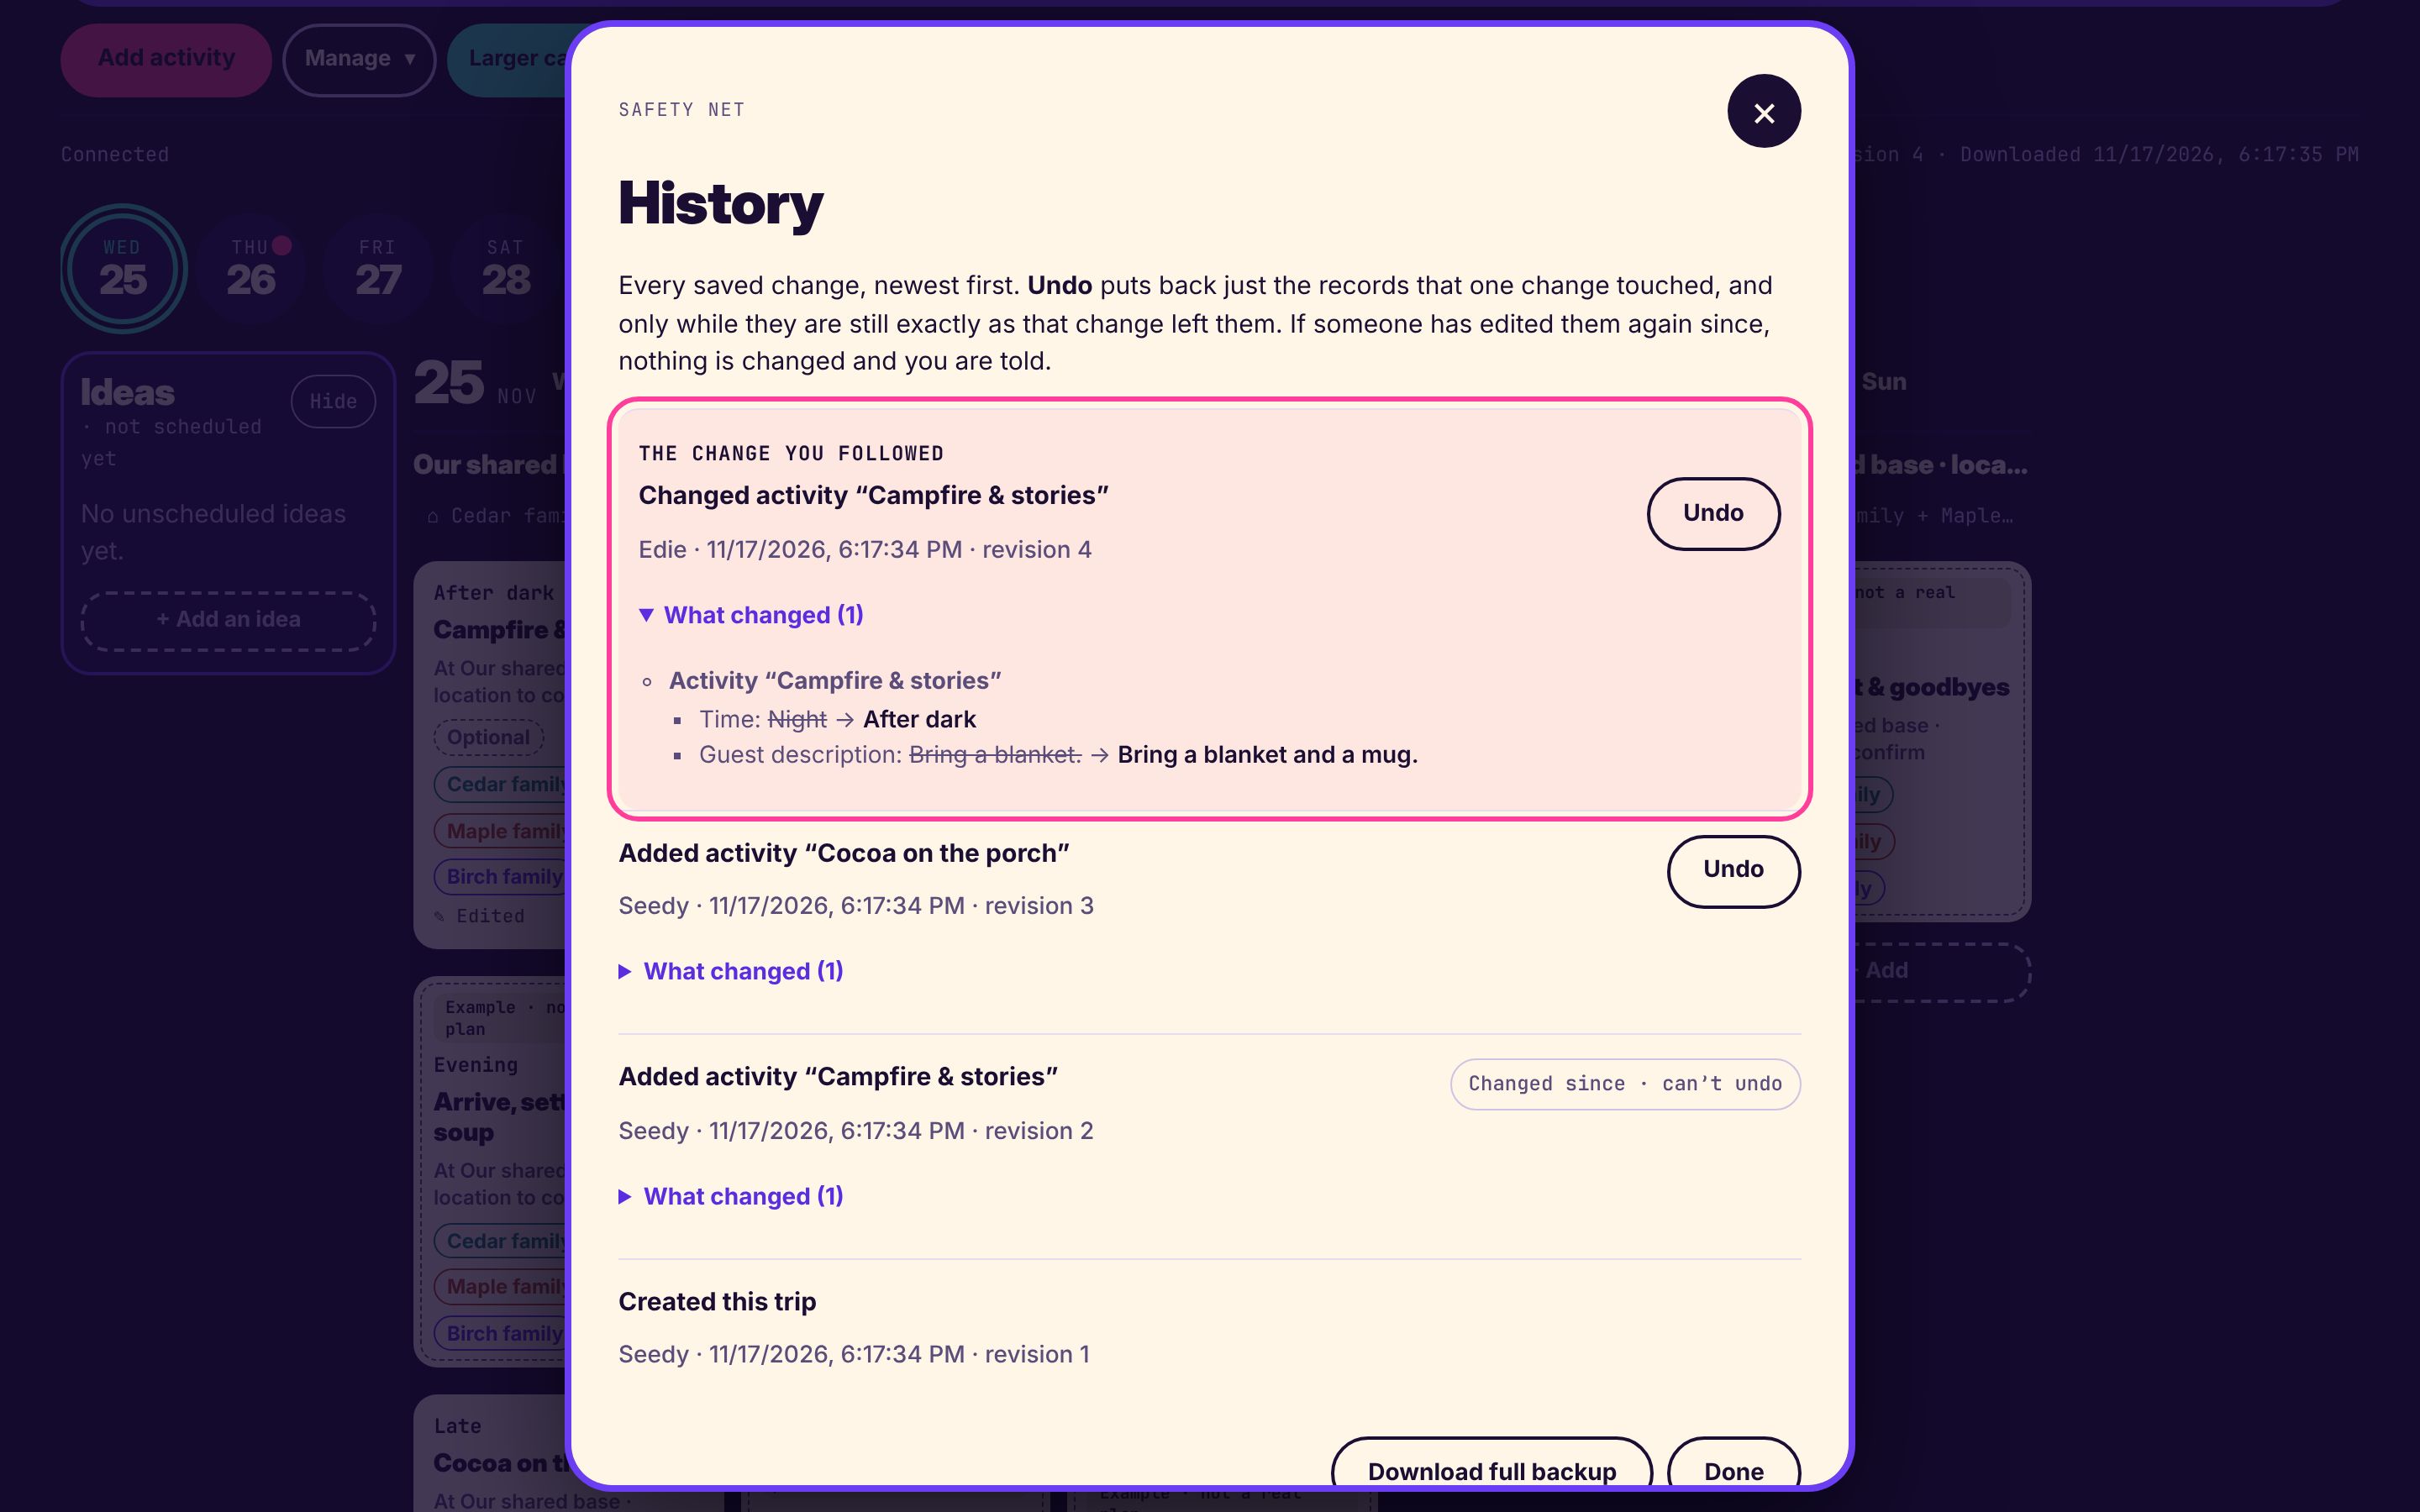 Add activity
Manage ▾
Larger ca
Connected
sion 4 · Downloaded 11/17/2026, 6:17:35 PM
WED
25
THU
26
FRI
27
SAT
28
Ideas
· not scheduled
yet
Hide
No unscheduled ideas
yet.
+ Add an idea
25 NOV
Our shared
⌂ Cedar fam
After dark
Campfire &
At Our shared
location to co
Optional
Cedar family
Maple family
Birch family
✎ Edited
Example · no
plan
Evening
Arrive, sett
soup
At Our shared
location to co
Cedar family
Maple family
Birch family
Late
Cocoa on t
At Our shared base ·
SAFETY NET
×
History
Every saved change, newest first. Undo puts back just the records that one change touched, and
only while they are still exactly as that change left them. If someone has edited them again since,
nothing is changed and you are told.
THE CHANGE YOU FOLLOWED
Changed activity “Campfire & stories”
Undo
Edie · 11/17/2026, 6:17:34 PM · revision 4
▼ What changed (1)
Activity “Campfire & stories”
Time: Night → After dark
Guest description: Bring a blanket. → Bring a blanket and a mug.
Added activity “Cocoa on the porch”
Undo
Seedy · 11/17/2026, 6:17:34 PM · revision 3
▶ What changed (1)
Added activity “Campfire & stories”
Changed since · can’t undo
Seedy · 11/17/2026, 6:17:34 PM · revision 2
▶ What changed (1)
Created this trip
Seedy · 11/17/2026, 6:17:34 PM · revision 1
Download full backup
Done
Sun
d base · loca…
mily + Maple…
not a real
t & goodbyes
ed base ·
confirm
ily
ily
ly
Add
Example · not a real